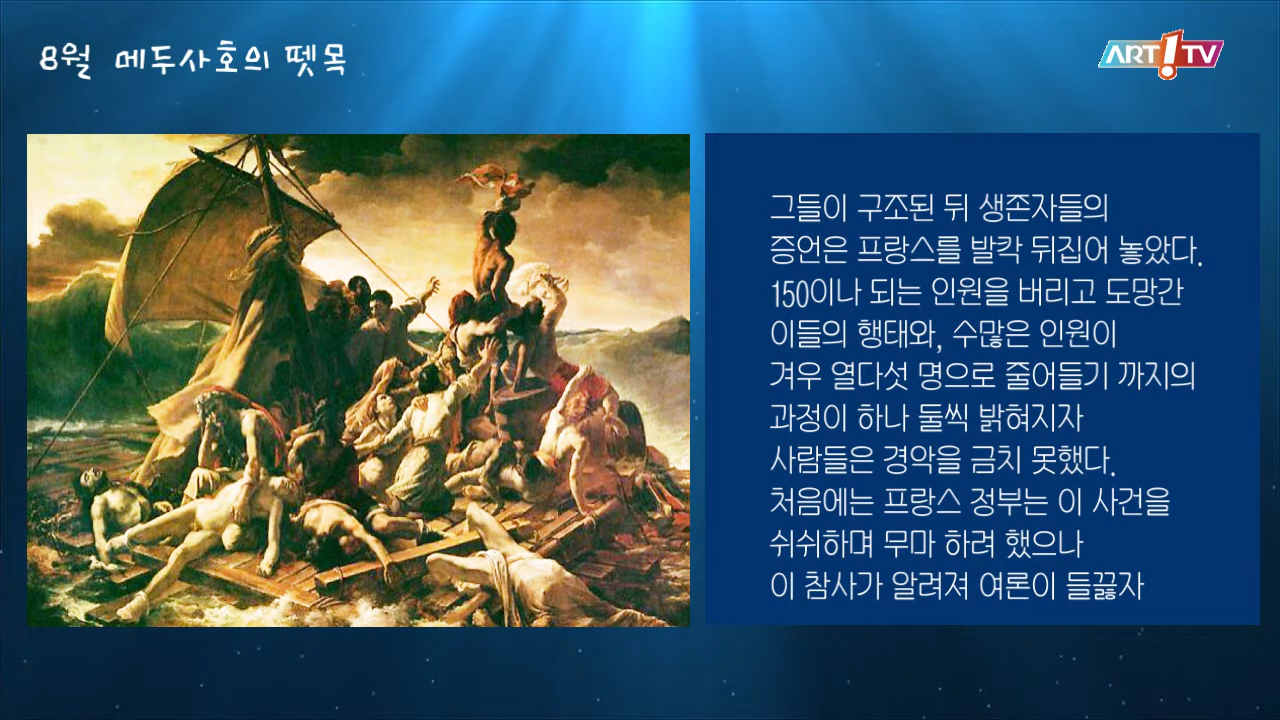 8월 메두사호의 뗏목
ART!TV
그들이 구조된 뒤 생존자들의
증언은 프랑스를 발칵 뒤집어 놓았다.
150이나 되는 인원을 버리고 도망간
이들의 행태와, 수많은 인원이
겨우 열다섯 명으로 줄어들기 까지의
과정이 하나 둘씩 밝혀지자
사람들은 경악을 금치 못했다.
처음에는 프랑스 정부는 이 사건을
쉬쉬하며 무마 하려 했으나
이 참사가 알려져 여론이 들끓자